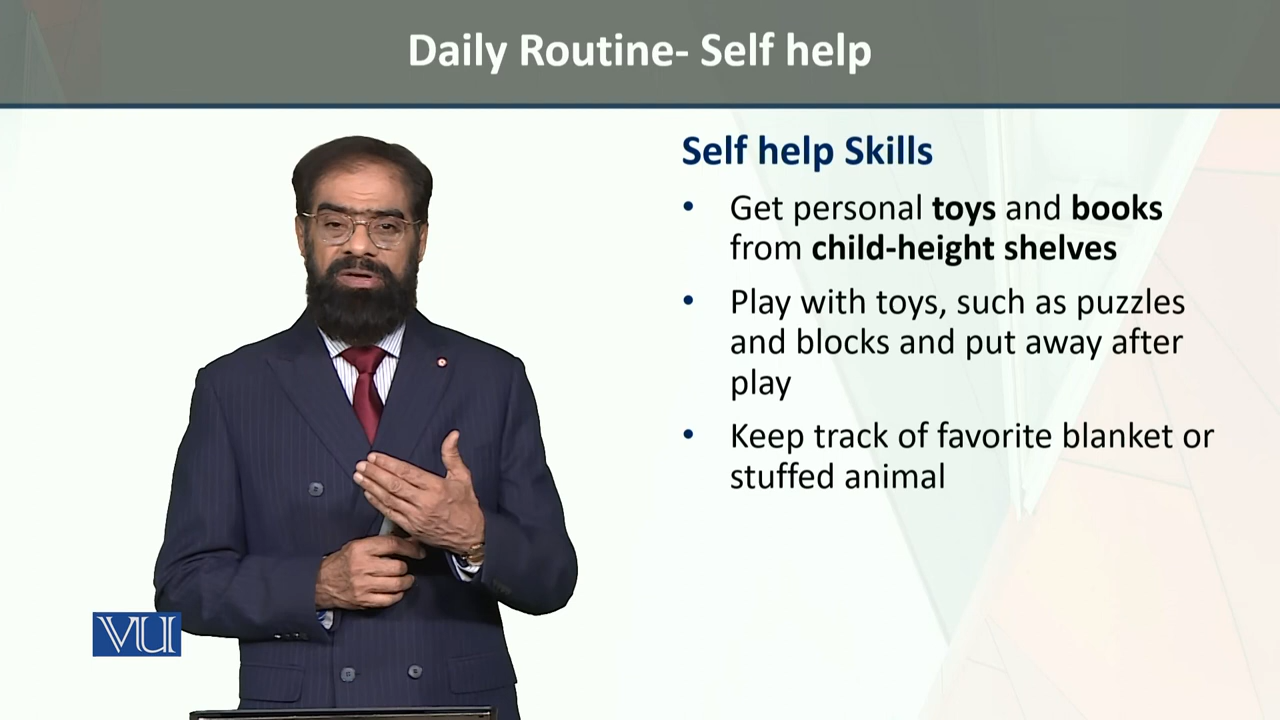 Daily Routine- Self help
Self help Skills
• Get personal toys and books
from child-height shelves
• Play with toys, such as puzzles
and blocks and put away after
play
• Keep track of favorite blanket or
stuffed animal
VU